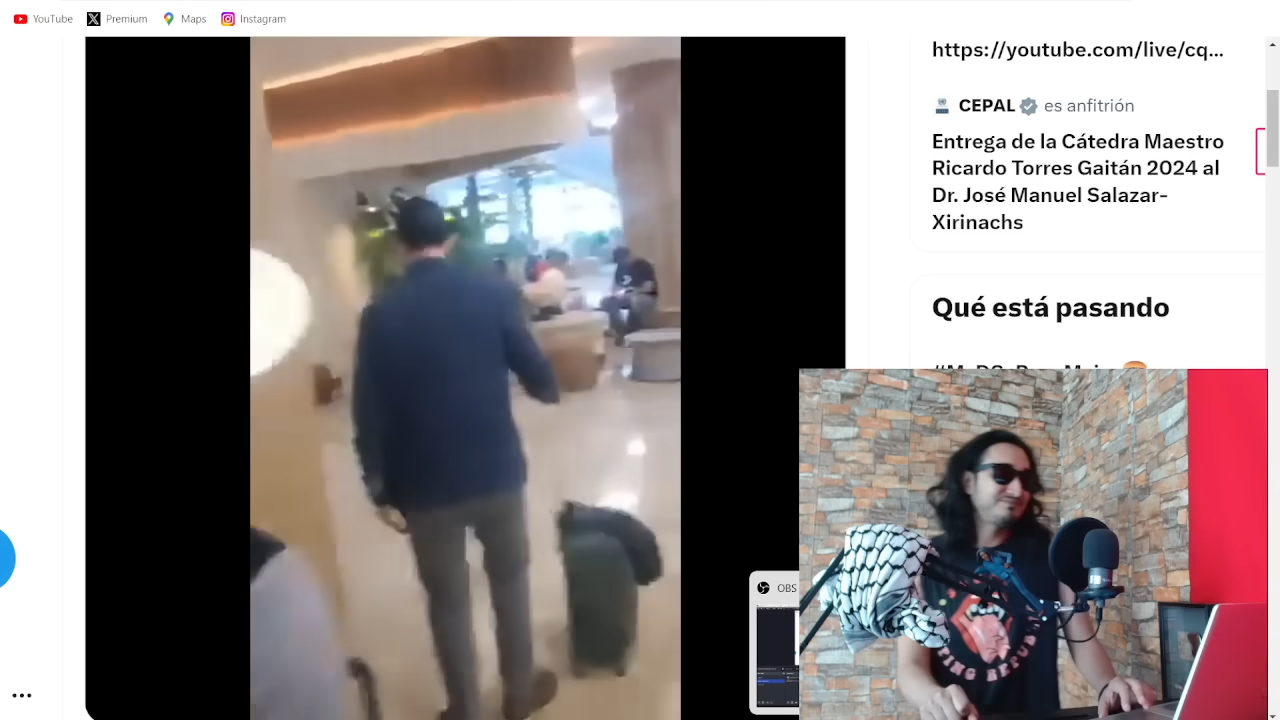 YouTube
Premium
Maps
Instagram
https://youtube.com/live/cq...
CEPAL es anfitrión
Entrega de la Cátedra Maestro
Ricardo Torres Gaitán 2024 al
Dr. José Manuel Salazar-
Xirinachs
Qué está pasando
OBS